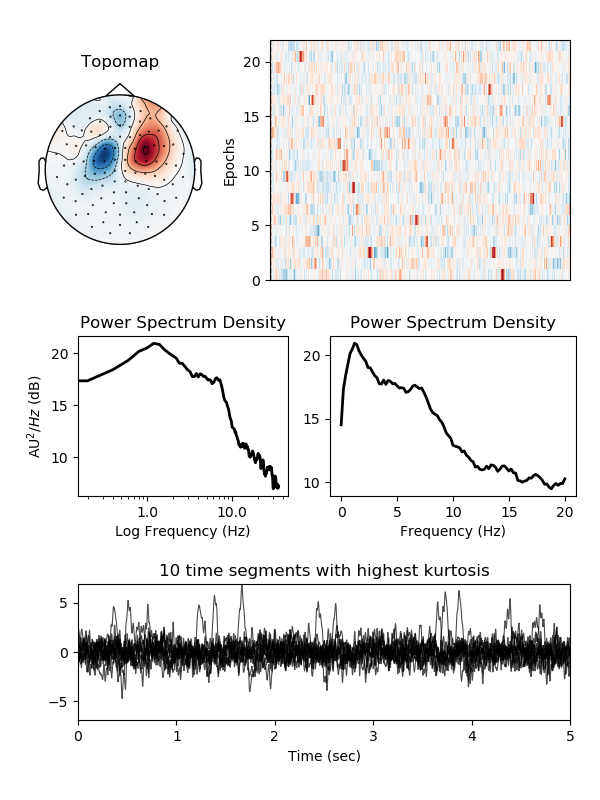 Topomap
Epochs
20
15
10
5
0
Power Spectrum Density
AU²/Hz (dB)
20
15
10
1.0 10.0
Log Frequency (Hz)
Power Spectrum Density
20
15
10
0 5 10 15 20
Frequency (Hz)
10 time segments with highest kurtosis
5
0
−5
0 1 2 3 4 5
Time (sec)